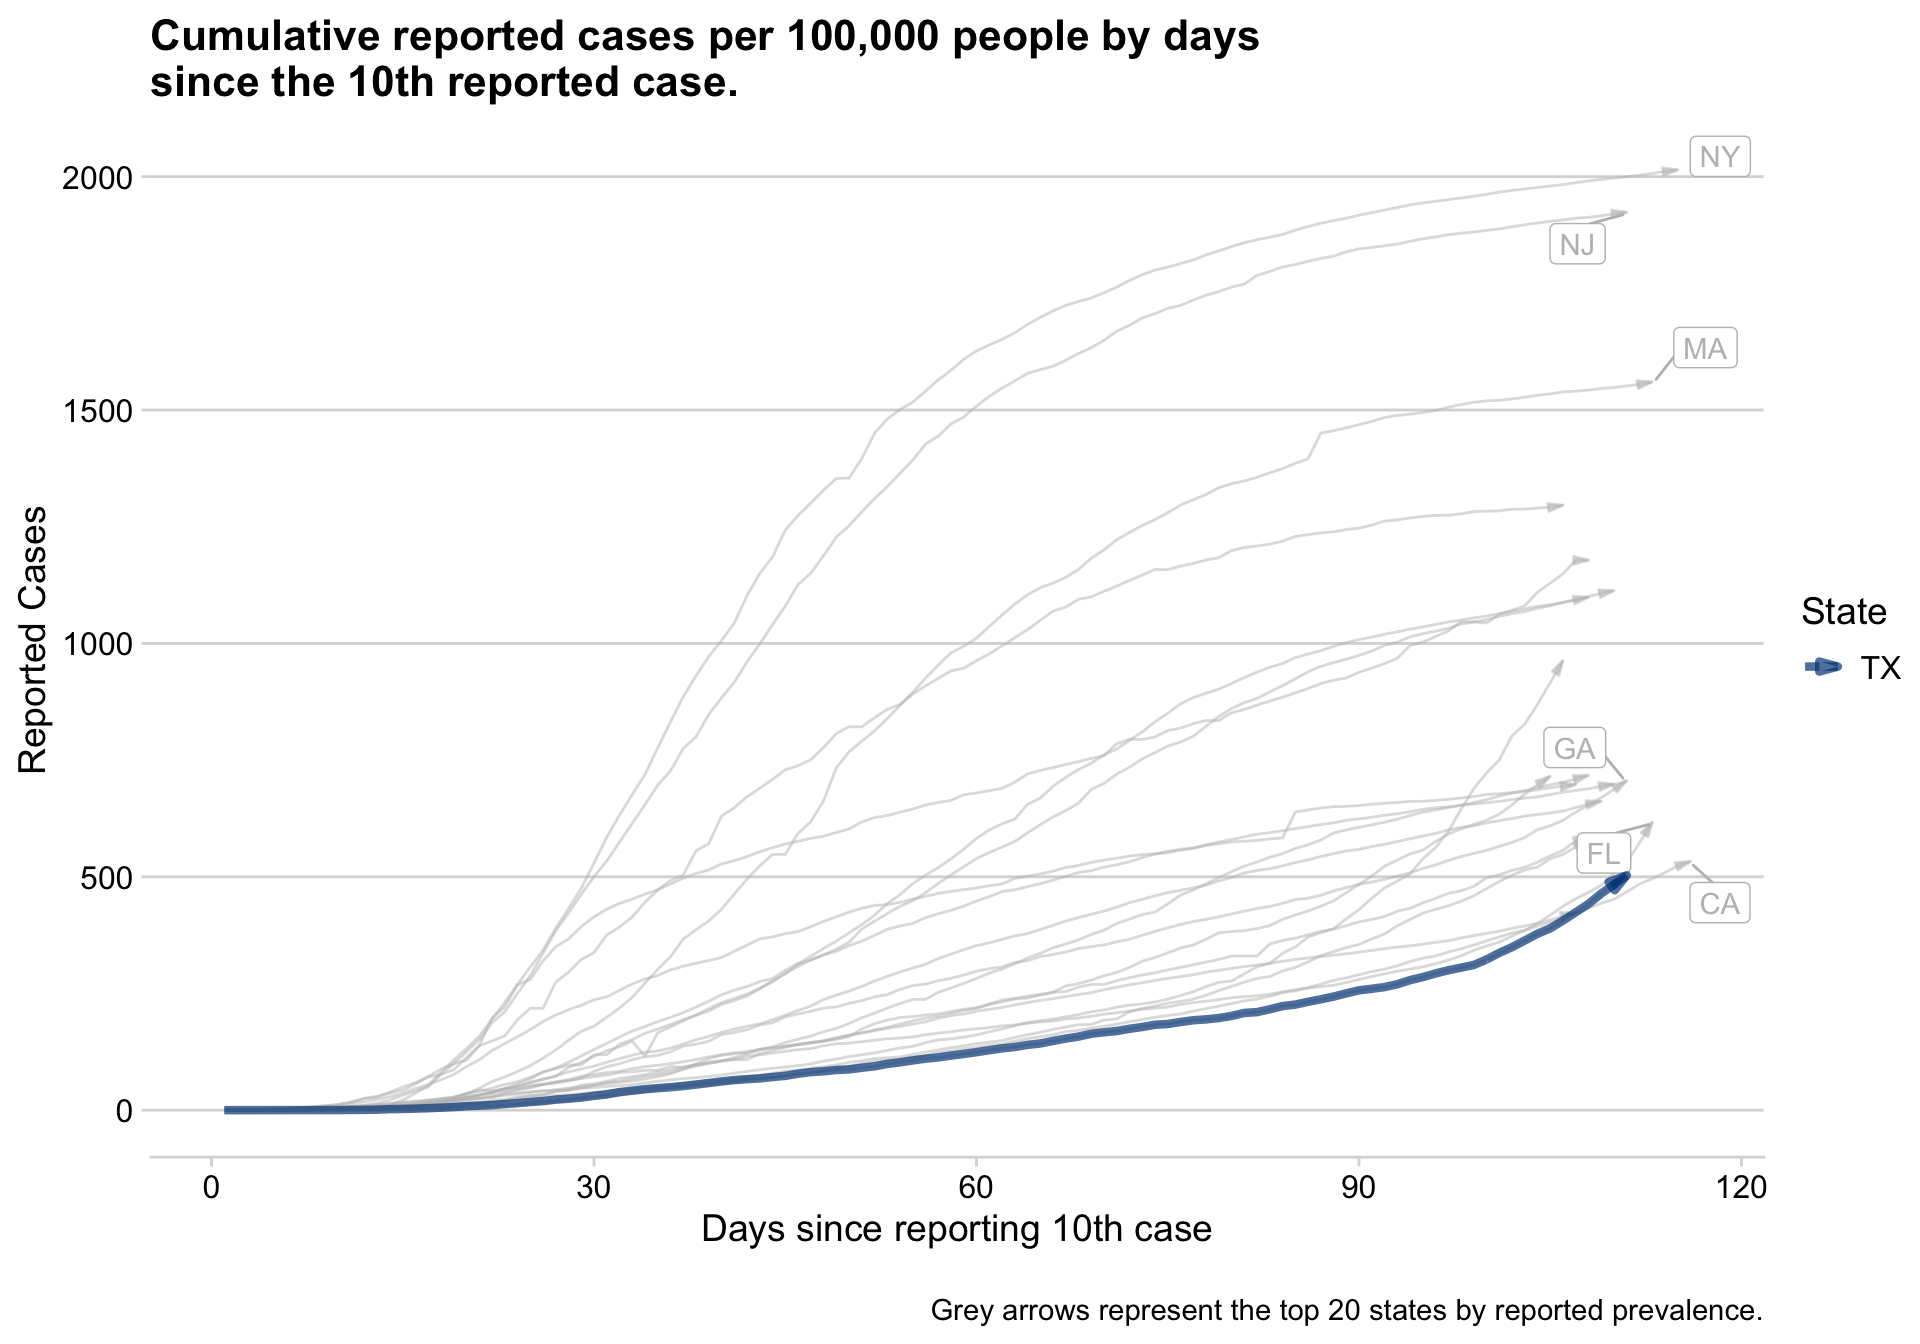 Cumulative reported cases per 100,000 people by days
since the 10th reported case.
2000
1500
1000
500
0
Reported Cases
NY
NJ
MA
GA
FL
CA
State
TX
0
30
60
90
120
Days since reporting 10th case
Grey arrows represent the top 20 states by reported prevalence.